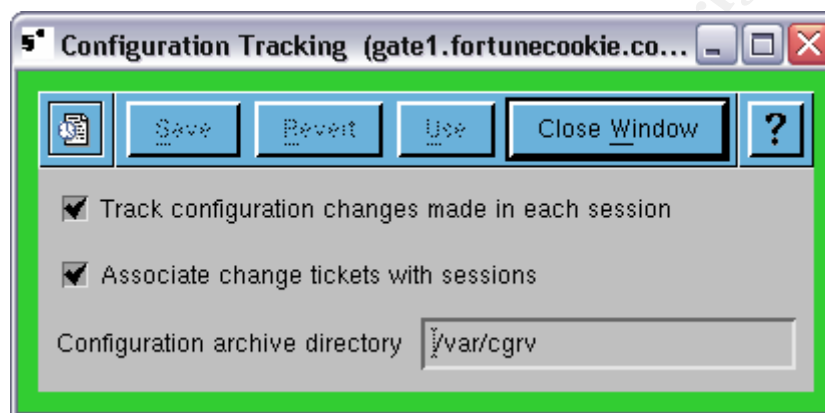 Configuration Tracking (gate1.fortunecookie.co...
Save Revert Use Close Window ?
Track configuration changes made in each session
Associate change tickets with sessions
Configuration archive directory /var/cgrv